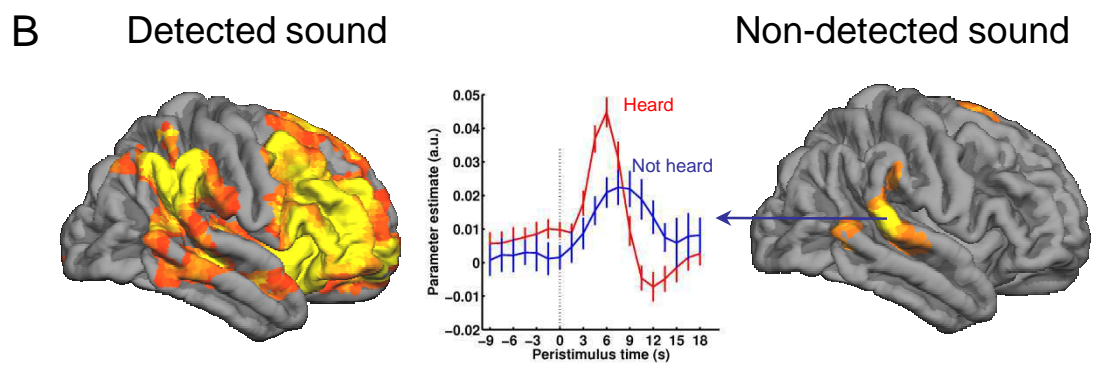 B
Detected sound
Non-detected sound
Parameter estimate (a.u.)
0.05
0.04
0.03
0.02
0.01
0
−0.01
−0.02
Heard
Not heard
−9 −6 −3 0 3 6 9 12 15 18
Peristimulus time (s)